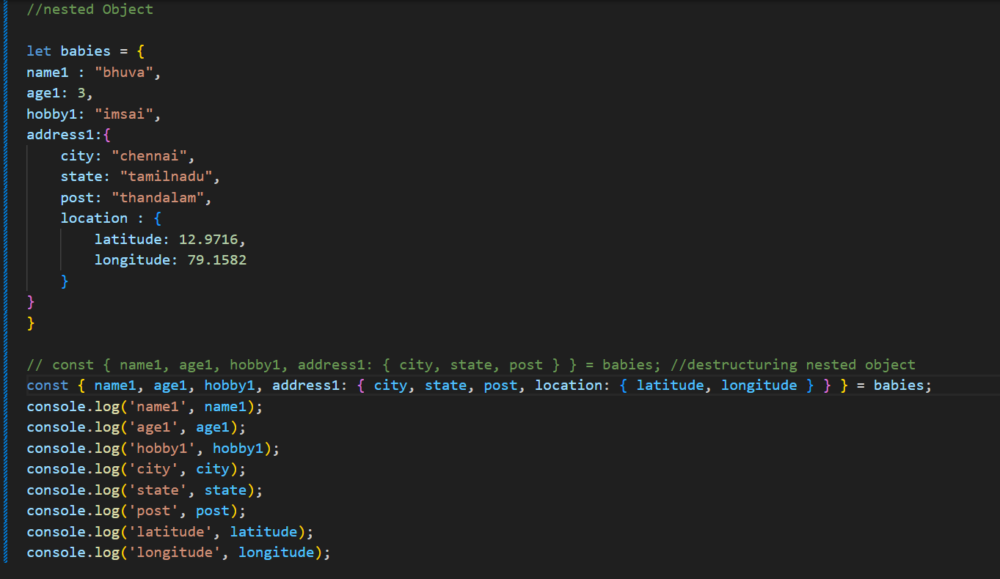 //nested Object
let babies = {
name1 : "bhuva",
age1: 3,
hobby1: "imsai",
address1:{
    city: "chennai",
    state: "tamilnadu",
    post: "thandalam",
    location : {
        latitude: 12.9716,
        longitude: 79.1582
    }
}
}
// const { name1, age1, hobby1, address1: { city, state, post } } = babies; //destructuring nested object
const { name1, age1, hobby1, address1: { city, state, post, location: { latitude, longitude } } } = babies;
console.log('name1', name1);
console.log('age1', age1);
console.log('hobby1', hobby1);
console.log('city', city);
console.log('state', state);
console.log('post', post);
console.log('latitude', latitude);
console.log('longitude', longitude);